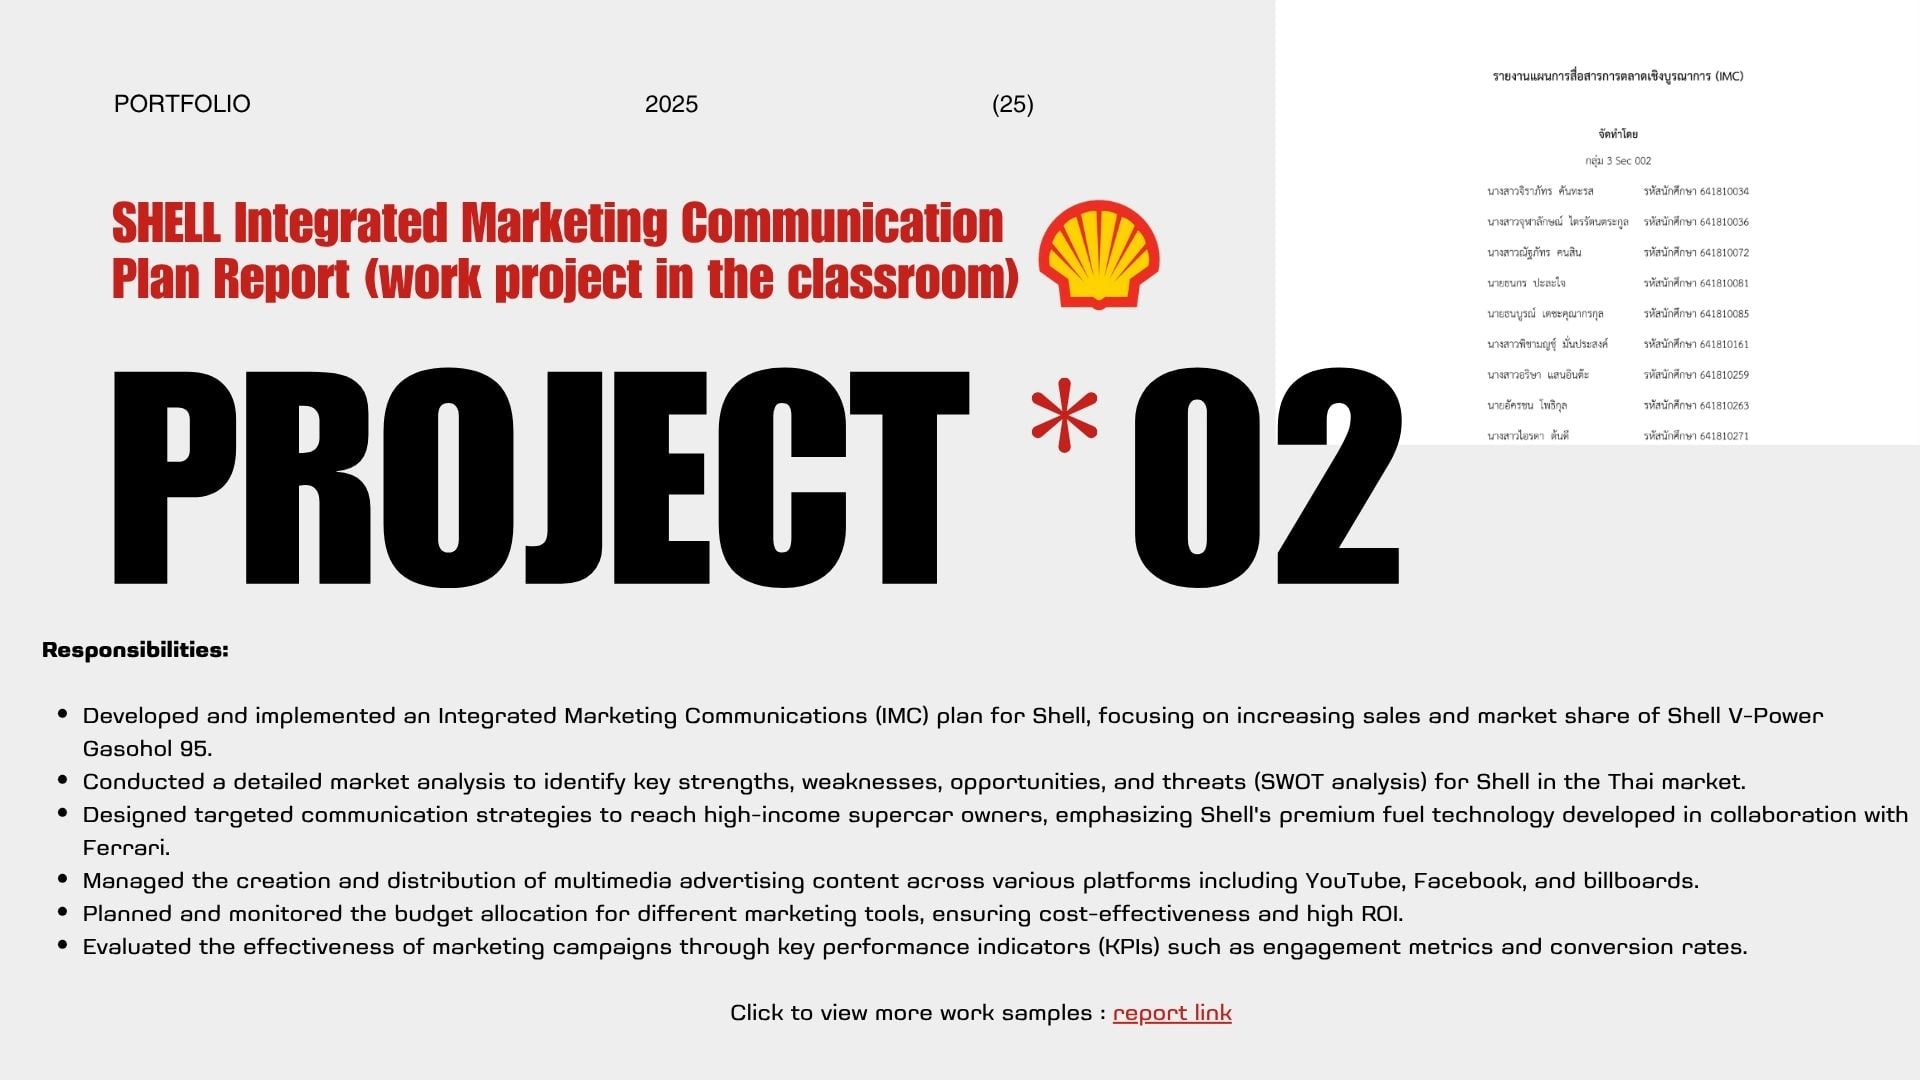 PORTFOLIO
2025
(25)
SHELL Integrated Marketing Communication
Plan Report (work project in the classroom)
PROJECT * 02
รายงานแผนการสื่อสารการตลาดเชิงบูรณาการ (IMC)
จัดทำโดย
กลุ่ม 3 Sec 002
นางสาวจิราภัทร คันทะรส รหัสนักศึกษา 641810034
นางสาวจุฬาลักษณ์ ไตรรัตนตระกูล รหัสนักศึกษา 641810036
นางสาวณัฐภัทร คนสิน รหัสนักศึกษา 641810072
นายธนกร ปะละใจ รหัสนักศึกษา 641810081
นายธนบูรณ์ เตชะคุณากรกุล รหัสนักศึกษา 641810085
นางสาวพิชามญชุ์ มั่นประสงค์ รหัสนักศึกษา 641810161
นางสาวอริษา แสนอินต๊ะ รหัสนักศึกษา 641810259
นายอัครชน โพธิกุล รหัสนักศึกษา 641810263
นางสาวไอรดา ต้นดี รหัสนักศึกษา 641810271
Responsibilities:
• Developed and implemented an Integrated Marketing Communications (IMC) plan for Shell, focusing on increasing sales and market share of Shell V-Power
Gasohol 95.
• Conducted a detailed market analysis to identify key strengths, weaknesses, opportunities, and threats (SWOT analysis) for Shell in the Thai market.
• Designed targeted communication strategies to reach high-income supercar owners, emphasizing Shell's premium fuel technology developed in collaboration with
Ferrari.
• Managed the creation and distribution of multimedia advertising content across various platforms including YouTube, Facebook, and billboards.
• Planned and monitored the budget allocation for different marketing tools, ensuring cost-effectiveness and high ROI.
• Evaluated the effectiveness of marketing campaigns through key performance indicators (KPIs) such as engagement metrics and conversion rates.
Click to view more work samples : report link